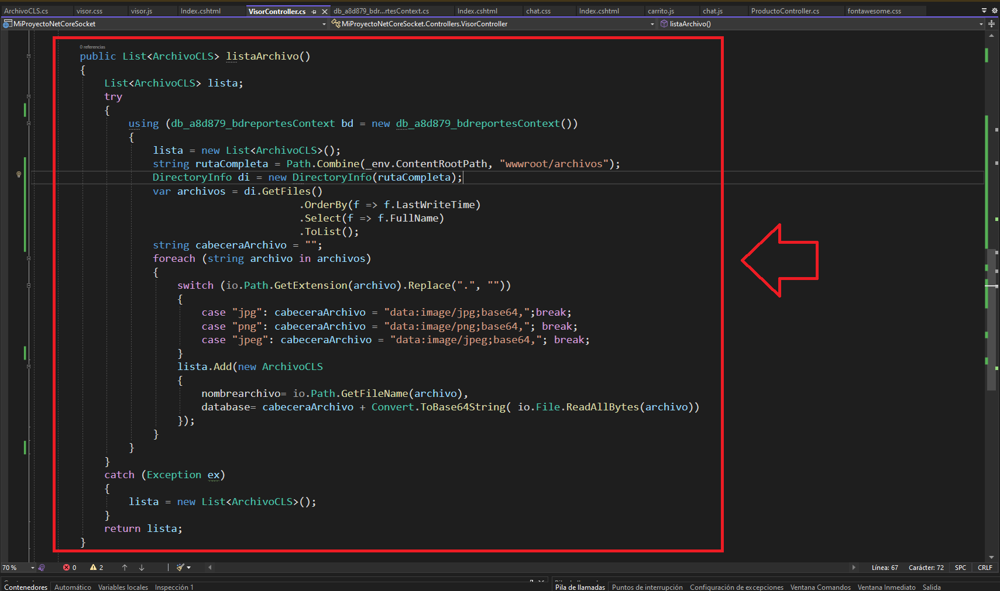 ArchivoCLS.cs visor.css visor.js Index.cshtml VisorController.cs db_a8d879_bdr...rtesContext.cs Index.cshtml chat.css Index.cshtml carrito.js chat.js ProductoController.cs fontawesome.css
MiProyectoNetCoreSocket MiProyectoNetCoreSocket.Controllers.VisorController listaArchivo()
0 referencias
public List<ArchivoCLS> listaArchivo()
{
List<ArchivoCLS> lista;
try
{
using (db_a8d879_bdreportesContext bd = new db_a8d879_bdreportesContext())
{
lista = new List<ArchivoCLS>();
string rutaCompleta = Path.Combine(_env.ContentRootPath, "wwwroot/archivos");
DirectoryInfo di = new DirectoryInfo(rutaCompleta);
var archivos = di.GetFiles()
.OrderBy(f => f.LastWriteTime)
.Select(f => f.FullName)
.ToList();
string cabeceraArchivo = "";
foreach (string archivo in archivos)
{
switch (io.Path.GetExtension(archivo).Replace(".", ""))
{
case "jpg": cabeceraArchivo = "data:image/jpg;base64,";break;
case "png": cabeceraArchivo = "data:image/png;base64,"; break;
case "jpeg": cabeceraArchivo = "data:image/jpeg;base64,"; break;
}
lista.Add(new ArchivoCLS
{
nombrearchivo= io.Path.GetFileName(archivo),
database= cabeceraArchivo + Convert.ToBase64String( io.File.ReadAllBytes(archivo))
});
}
}
}
catch (Exception ex)
{
lista = new List<ArchivoCLS>();
}
return lista;
}
70 % 0 2 Línea: 67 Carácter: 72 SPC CRLF
Contenedores Automático Variables locales Inspección 1 Pila de llamadas Puntos de interrupción Configuración de excepciones Ventana Comandos Ventana Inmediato Salida